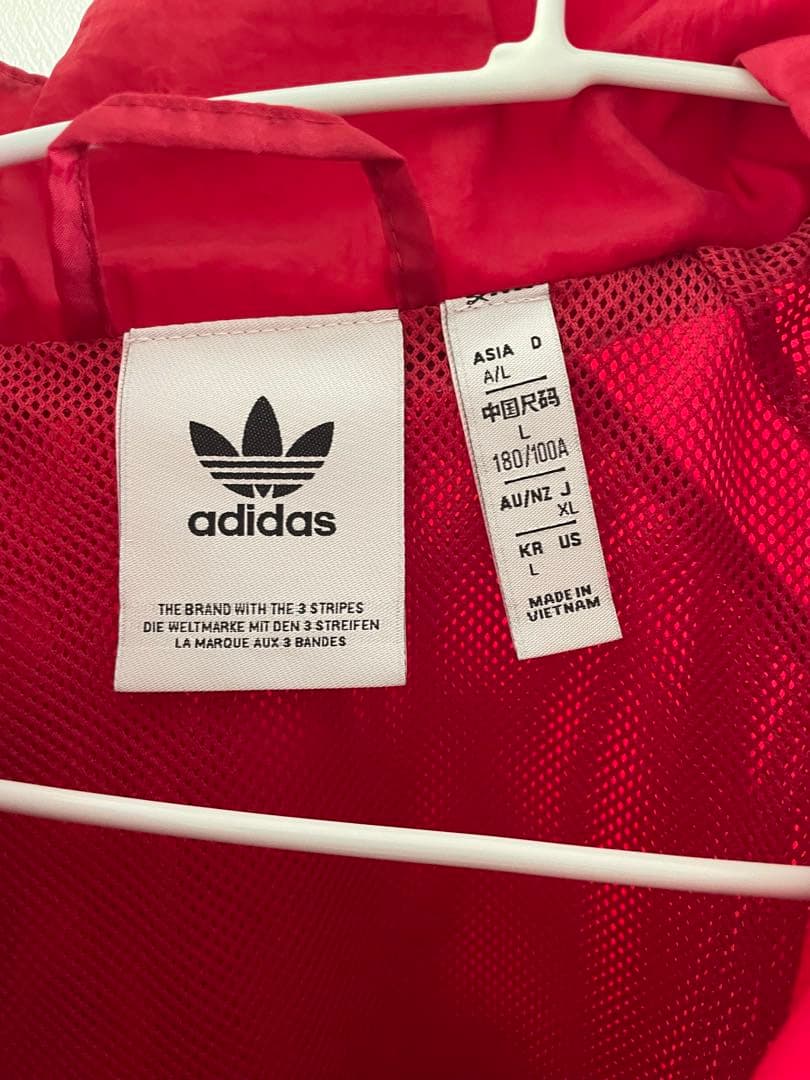 adidas
THE BRAND WITH THE 3 STRIPES
DIE WELTMARKE MIT DEN 3 STREIFEN
LA MARQUE AUX 3 BANDES
ASIA D
A/L
中国尺码
L
180/100A
AU/NZ J
XL
KR US
L
MADE IN
VIETNAM